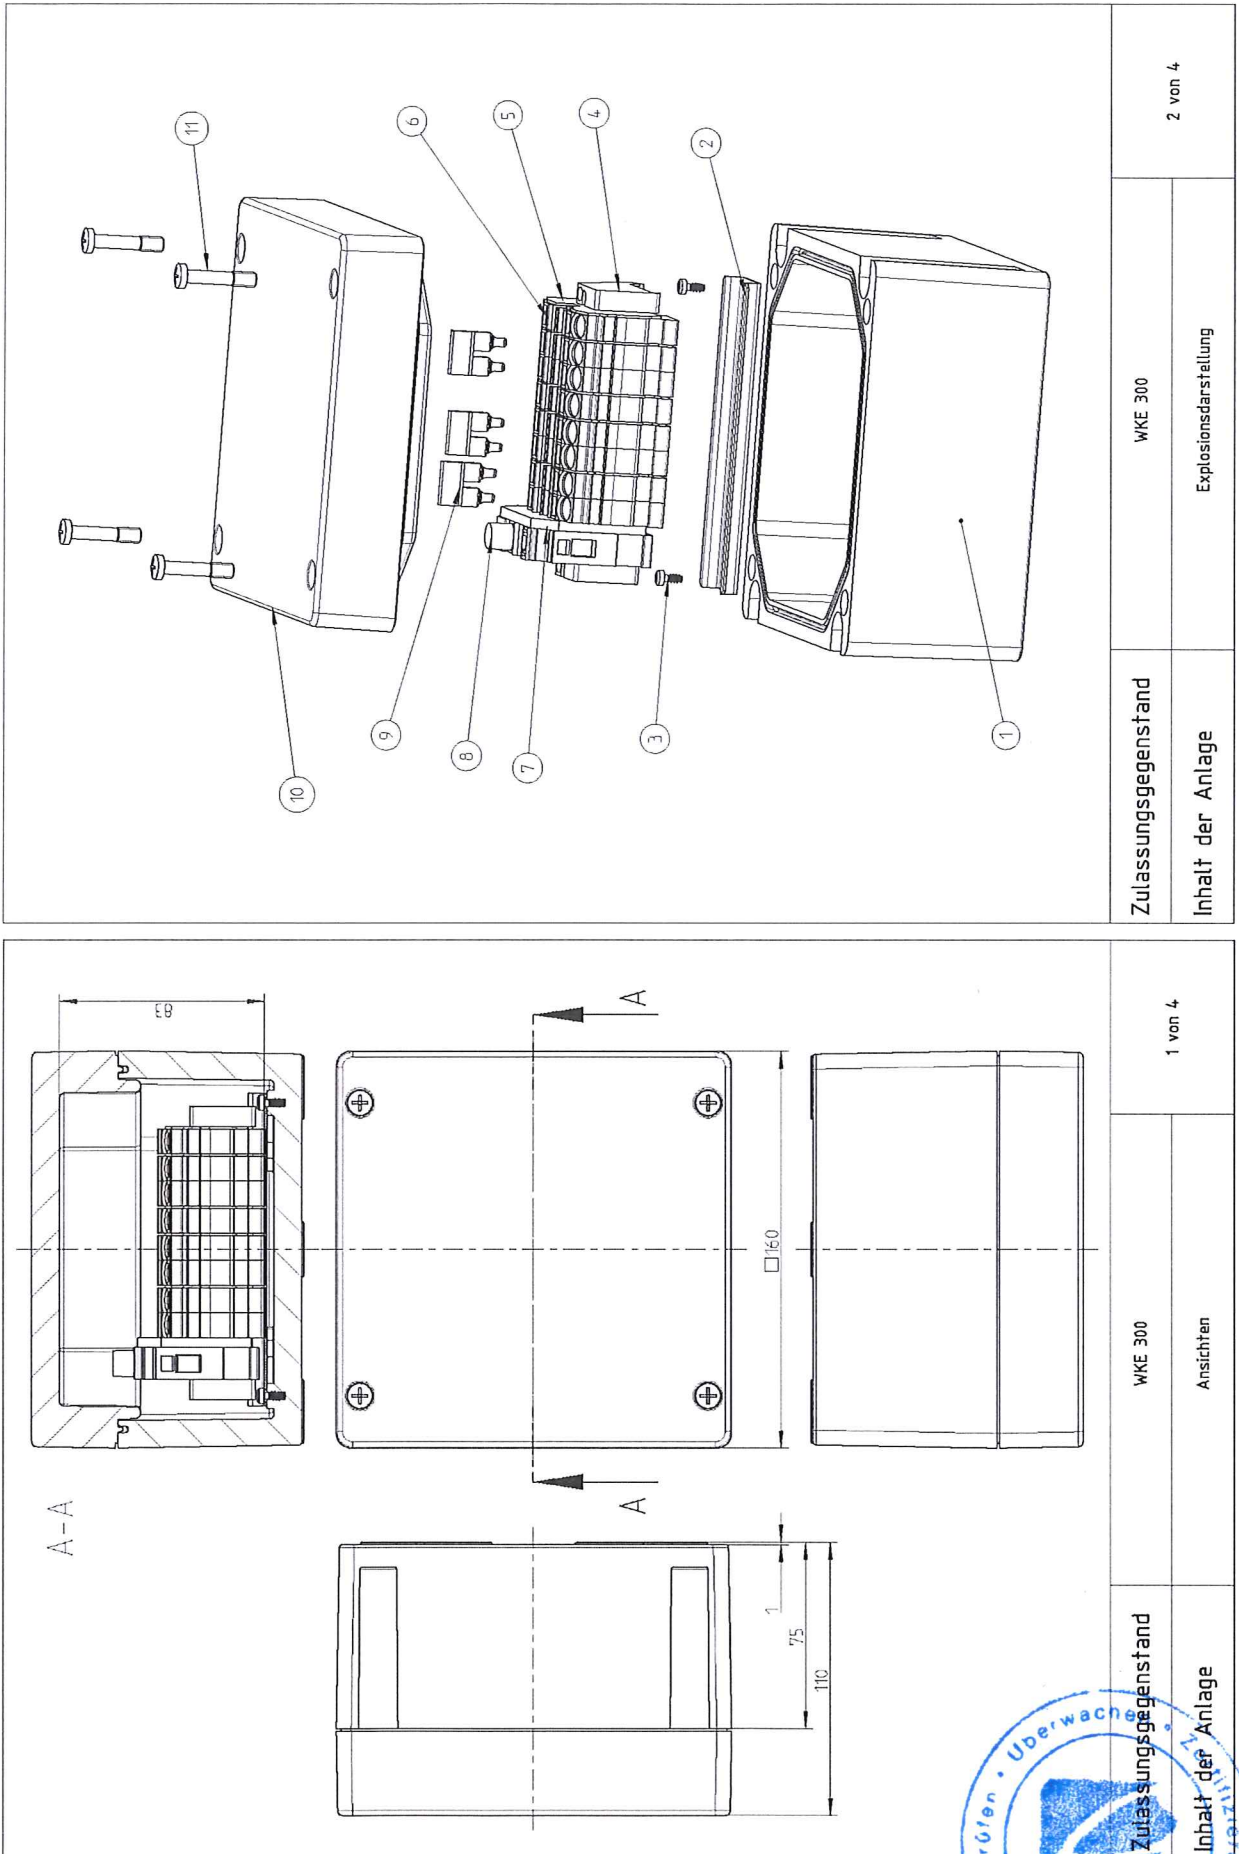 11
6
5
4
2
10
9
8
7
3
1
Zulassungsgegenstand
WKE 300
2 von 4
Inhalt der Anlage
Explosionsdarstellung
A-A
83
A
A
□160
1
75
110
Zulassungsgegenstand
WKE 300
1 von 4
Inhalt der Anlage
Ansichten
Überwachen